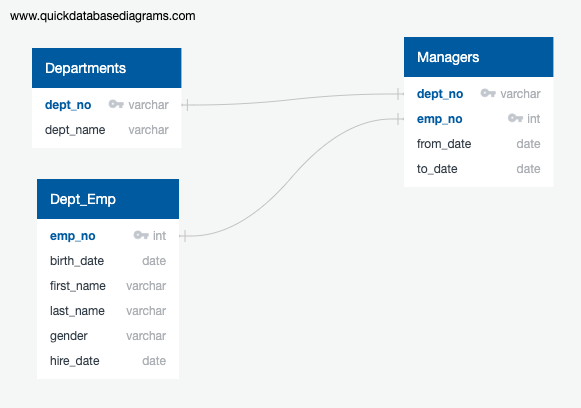 www.quickdatabasediagrams.com
Departments
dept_no varchar
dept_name varchar
Managers
dept_no varchar
emp_no int
from_date date
to_date date
Dept_Emp
emp_no int
birth_date date
first_name varchar
last_name varchar
gender varchar
hire_date date